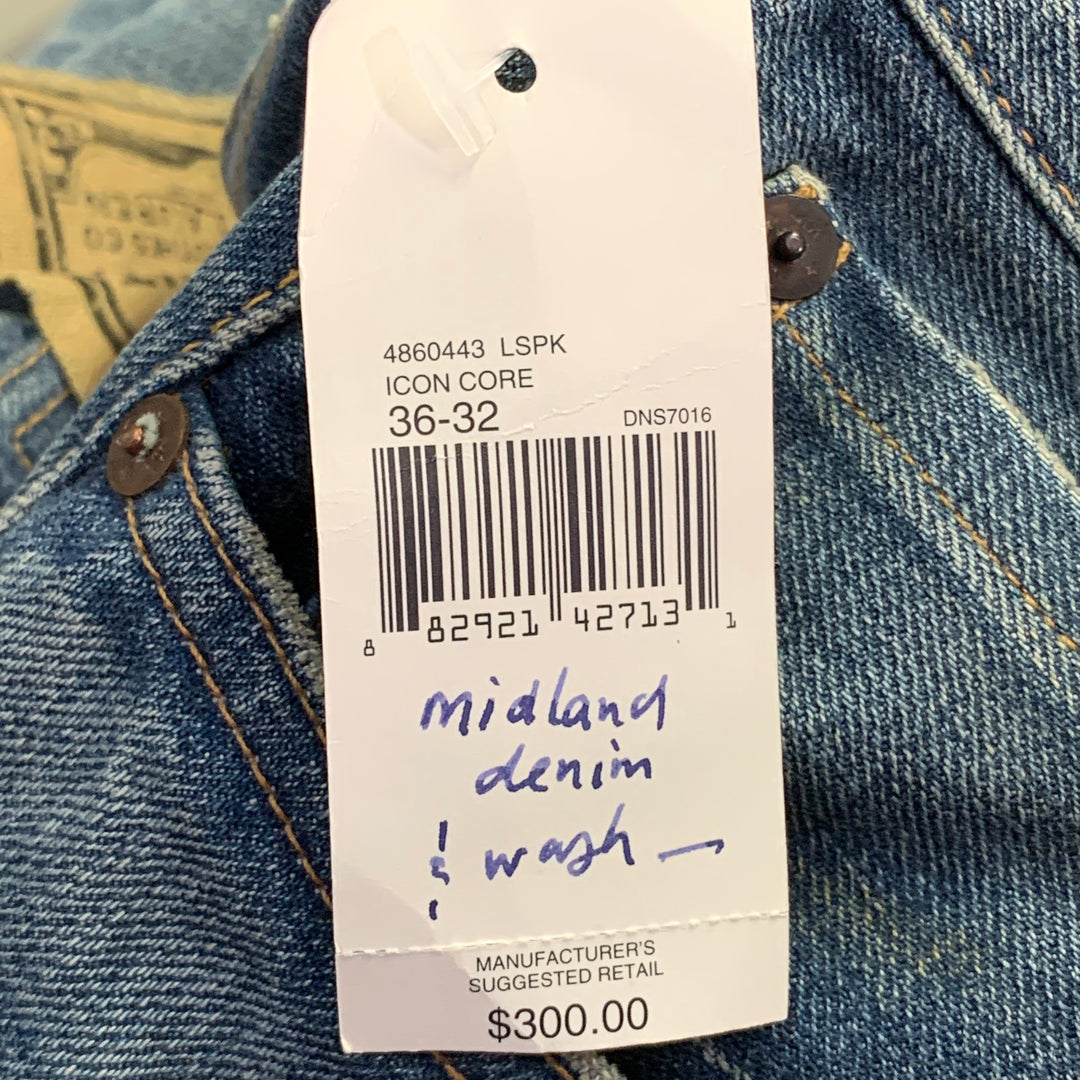 4860443 LSPK
ICON CORE
36-32 DNS7016
8 82921 42713 1
midland
denim
& wash →
MANUFACTURER'S
SUGGESTED RETAIL
$300.00